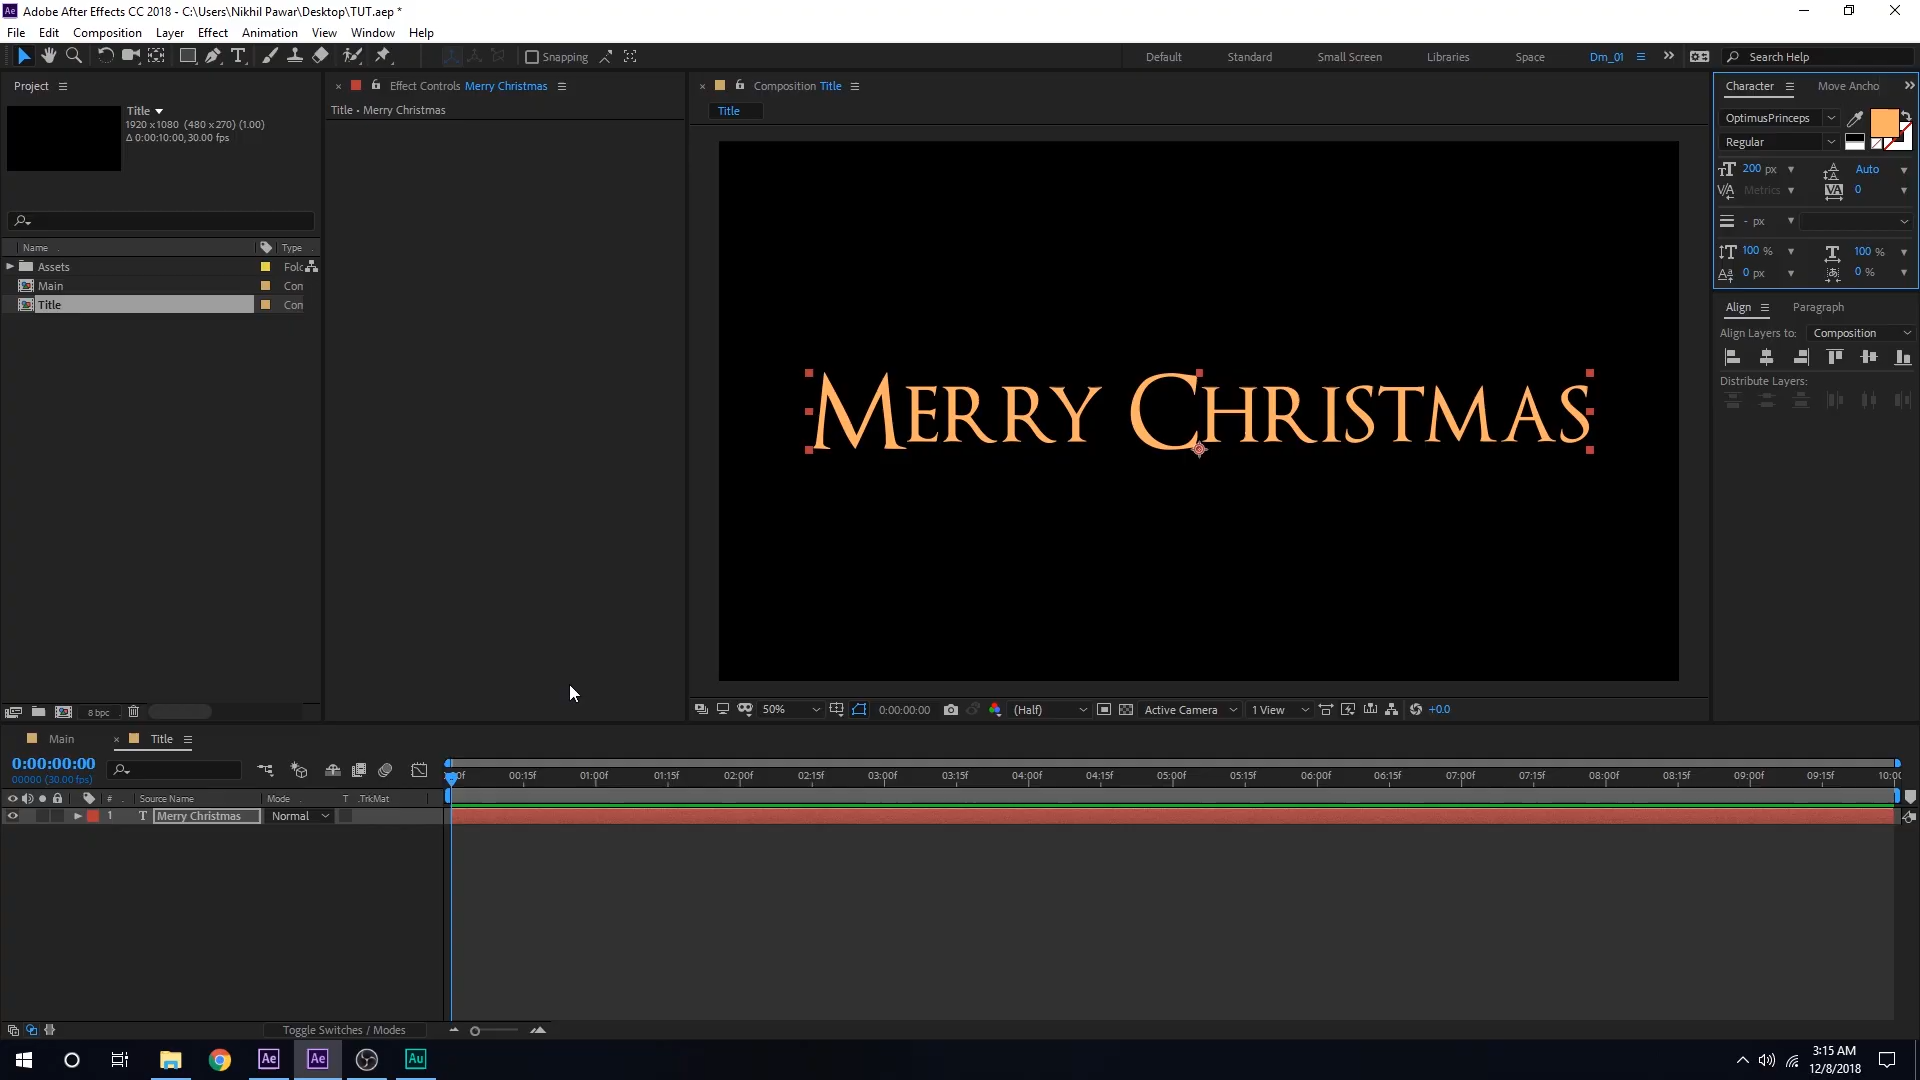 Adobe After Effects CC 2018 - C:\Users\Nikhil Pawar\Desktop\TUT.aep *
File Edit Composition Layer Effect Animation View Window Help
Snapping Default Standard Small Screen Libraries Space Dm_01 Search Help
Project
Title
1920 x 1080 (480 x 270) (1.00)
Δ 0:00:10:00, 30.00 fps
Name Type
Assets Folc
Main Con
Title Con
8 bpc
Effect Controls Merry Christmas
Title • Merry Christmas
Composition Title
Title
Merry Christmas
50% 0:00:00:00 (Half) Active Camera 1 View +0.0
Character Move Ancho
OptimusPrinceps
Regular
200 px Auto
Metrics 0
- px
100 % 100 %
0 px 0 %
Align Paragraph
Align Layers to: Composition
Distribute Layers:
Main Title
0:00:00:00
00000 (30.00 fps)
00:15f 01:00f 01:15f 02:00f 02:15f 03:00f 03:15f 04:00f 04:15f 05:00f 05:15f 06:00f 06:15f 07:00f 07:15f 08:00f 08:15f 09:00f 09:15f 10:0
# Source Name Mode T .TrkMat
1 T Merry Christmas Normal
Toggle Switches / Modes
Ae Ae Au
3:15 AM
12/8/2018